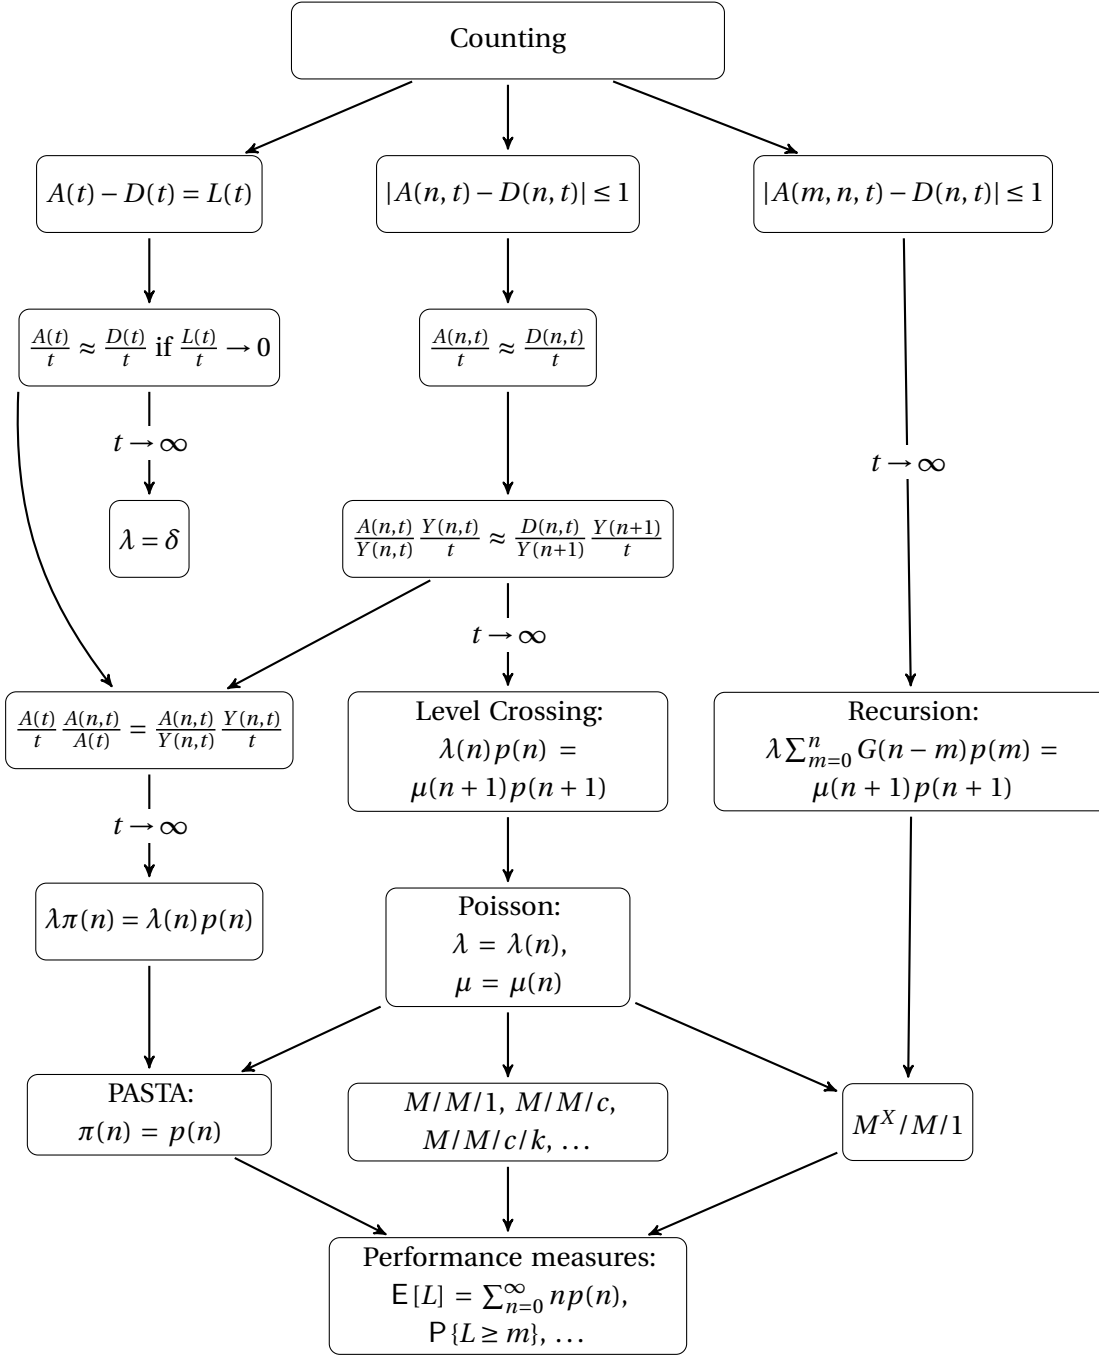 Counting
A(t) − D(t) = L(t)
|A(n, t) − D(n, t)| ≤ 1
|A(m, n, t) − D(n, t)| ≤ 1
A(t)/t ≈ D(t)/t if L(t)/t → 0
A(n,t)/t ≈ D(n,t)/t
t → ∞
t → ∞
λ = δ
A(n,t)/Y(n,t) Y(n,t)/t ≈ D(n,t)/Y(n+1) Y(n+1)/t
t → ∞
A(t)/t A(n,t)/A(t) = A(n,t)/Y(n,t) Y(n,t)/t
Level Crossing:
λ(n)p(n) =
μ(n + 1)p(n + 1)
Recursion:
λ∑_{m=0}^{n} G(n − m)p(m) =
μ(n + 1)p(n + 1)
t → ∞
λπ(n) = λ(n)p(n)
Poisson:
λ = λ(n),
μ = μ(n)
PASTA:
π(n) = p(n)
M/M/1, M/M/c,
M/M/c/k, …
M^X/M/1
Performance measures:
E[L] = ∑_{n=0}^{∞} np(n),
P{L ≥ m}, …